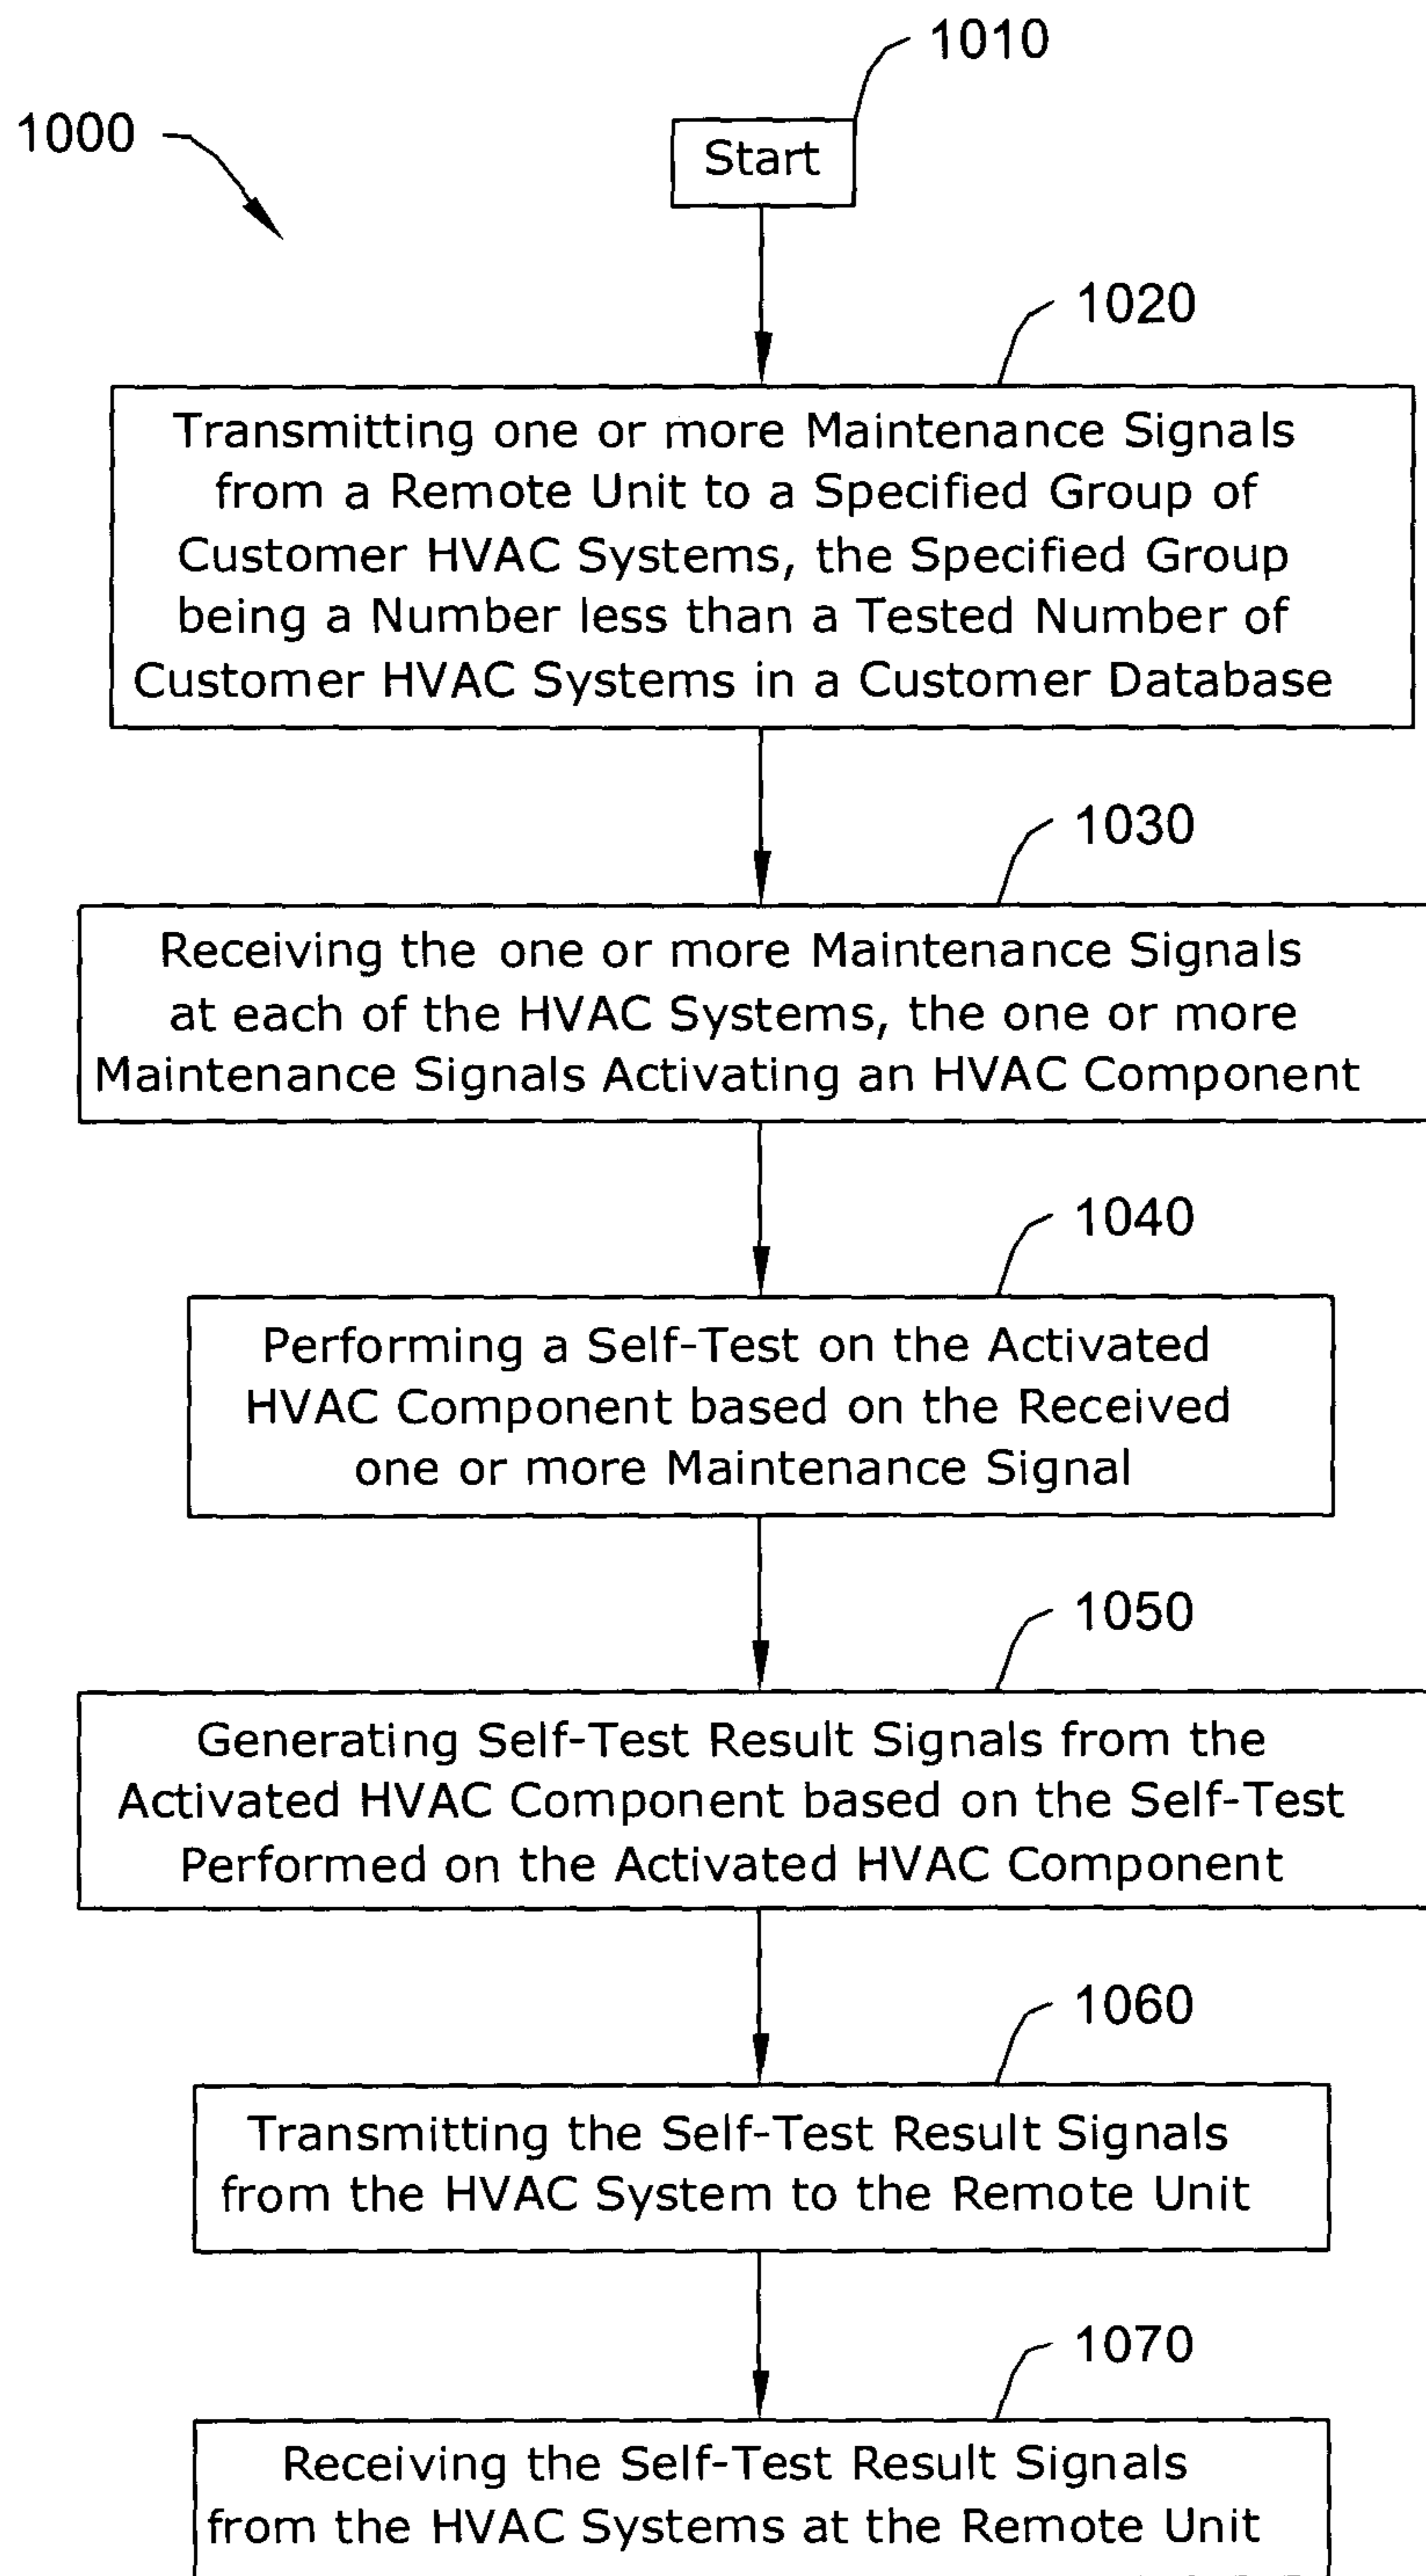 1010
1000
Start
1020
Transmitting one or more Maintenance Signals
from a Remote Unit to a Specified Group of
Customer HVAC Systems, the Specified Group
being a Number less than a Tested Number of
Customer HVAC Systems in a Customer Database
1030
Receiving the one or more Maintenance Signals
at each of the HVAC Systems, the one or more
Maintenance Signals Activating an HVAC Component
1040
Performing a Self-Test on the Activated
HVAC Component based on the Received
one or more Maintenance Signal
1050
Generating Self-Test Result Signals from the
Activated HVAC Component based on the Self-Test
Performed on the Activated HVAC Component
1060
Transmitting the Self-Test Result Signals
from the HVAC System to the Remote Unit
1070
Receiving the Self-Test Result Signals
from the HVAC Systems at the Remote Unit